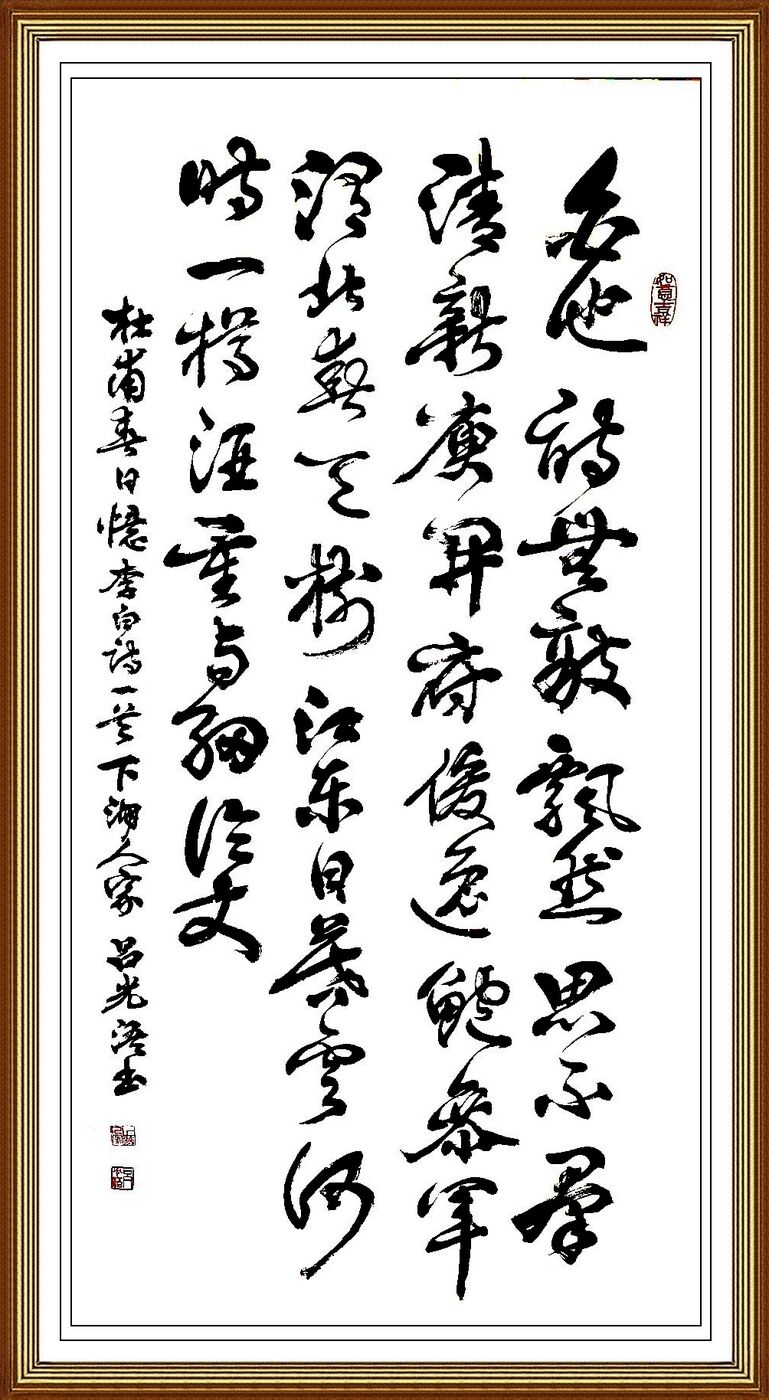 白也詩無敵飄然思不羣
清新庾開府俊逸鮑參軍
渭北春天樹江東日暮雲何
時一樽酒重与細論文
杜甫春日憶李白詩一首下湖人家 呂光書